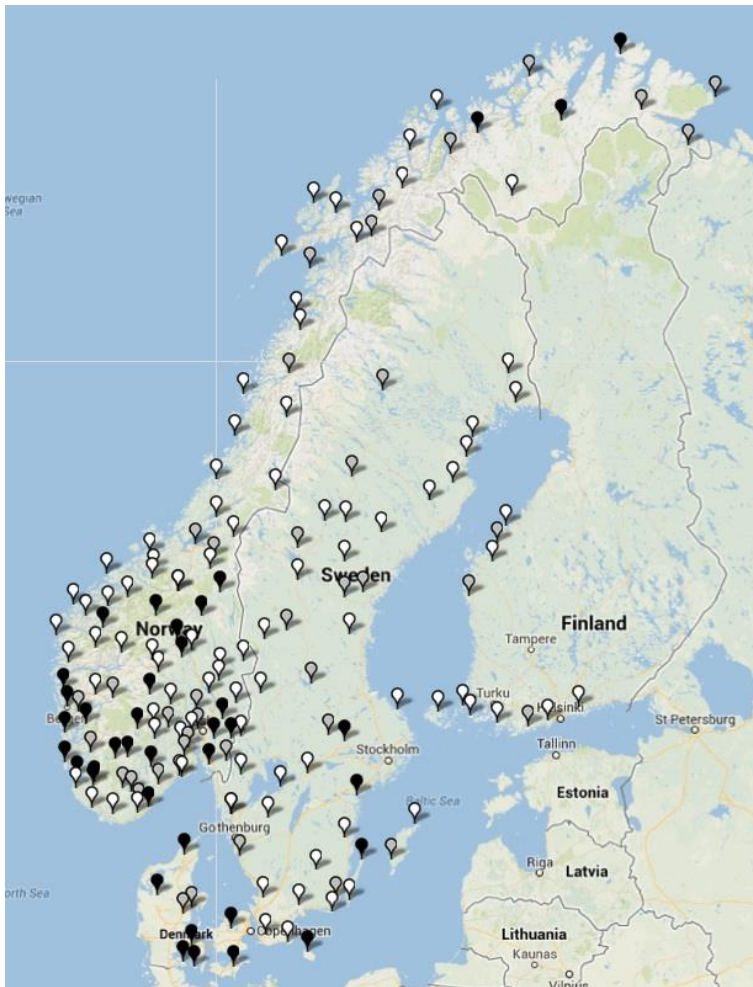 wegian
Sea
Sweden
Norway
Finland
Tampere
Turku
Helsinki
St Petersburg
Stockholm
Tallinn
Baltic Sea
Estonia
Gothenburg
Riga
Latvia
orth Sea
Denmark
Copenhagen
Lithuania
Kaunas
Vilnius